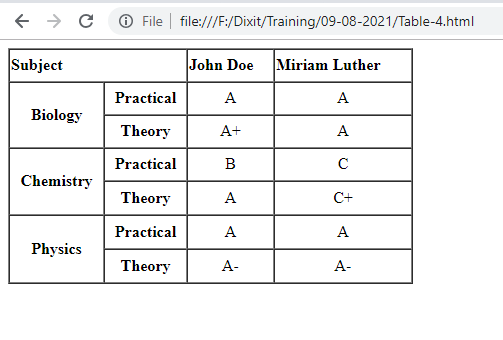 File | file:///F:/Dixit/Training/09-08-2021/Table-4.html
Subject John Doe Miriam Luther
Biology Practical A A
Theory A+ A
Chemistry Practical B C
Theory A C+
Physics Practical A A
Theory A- A-